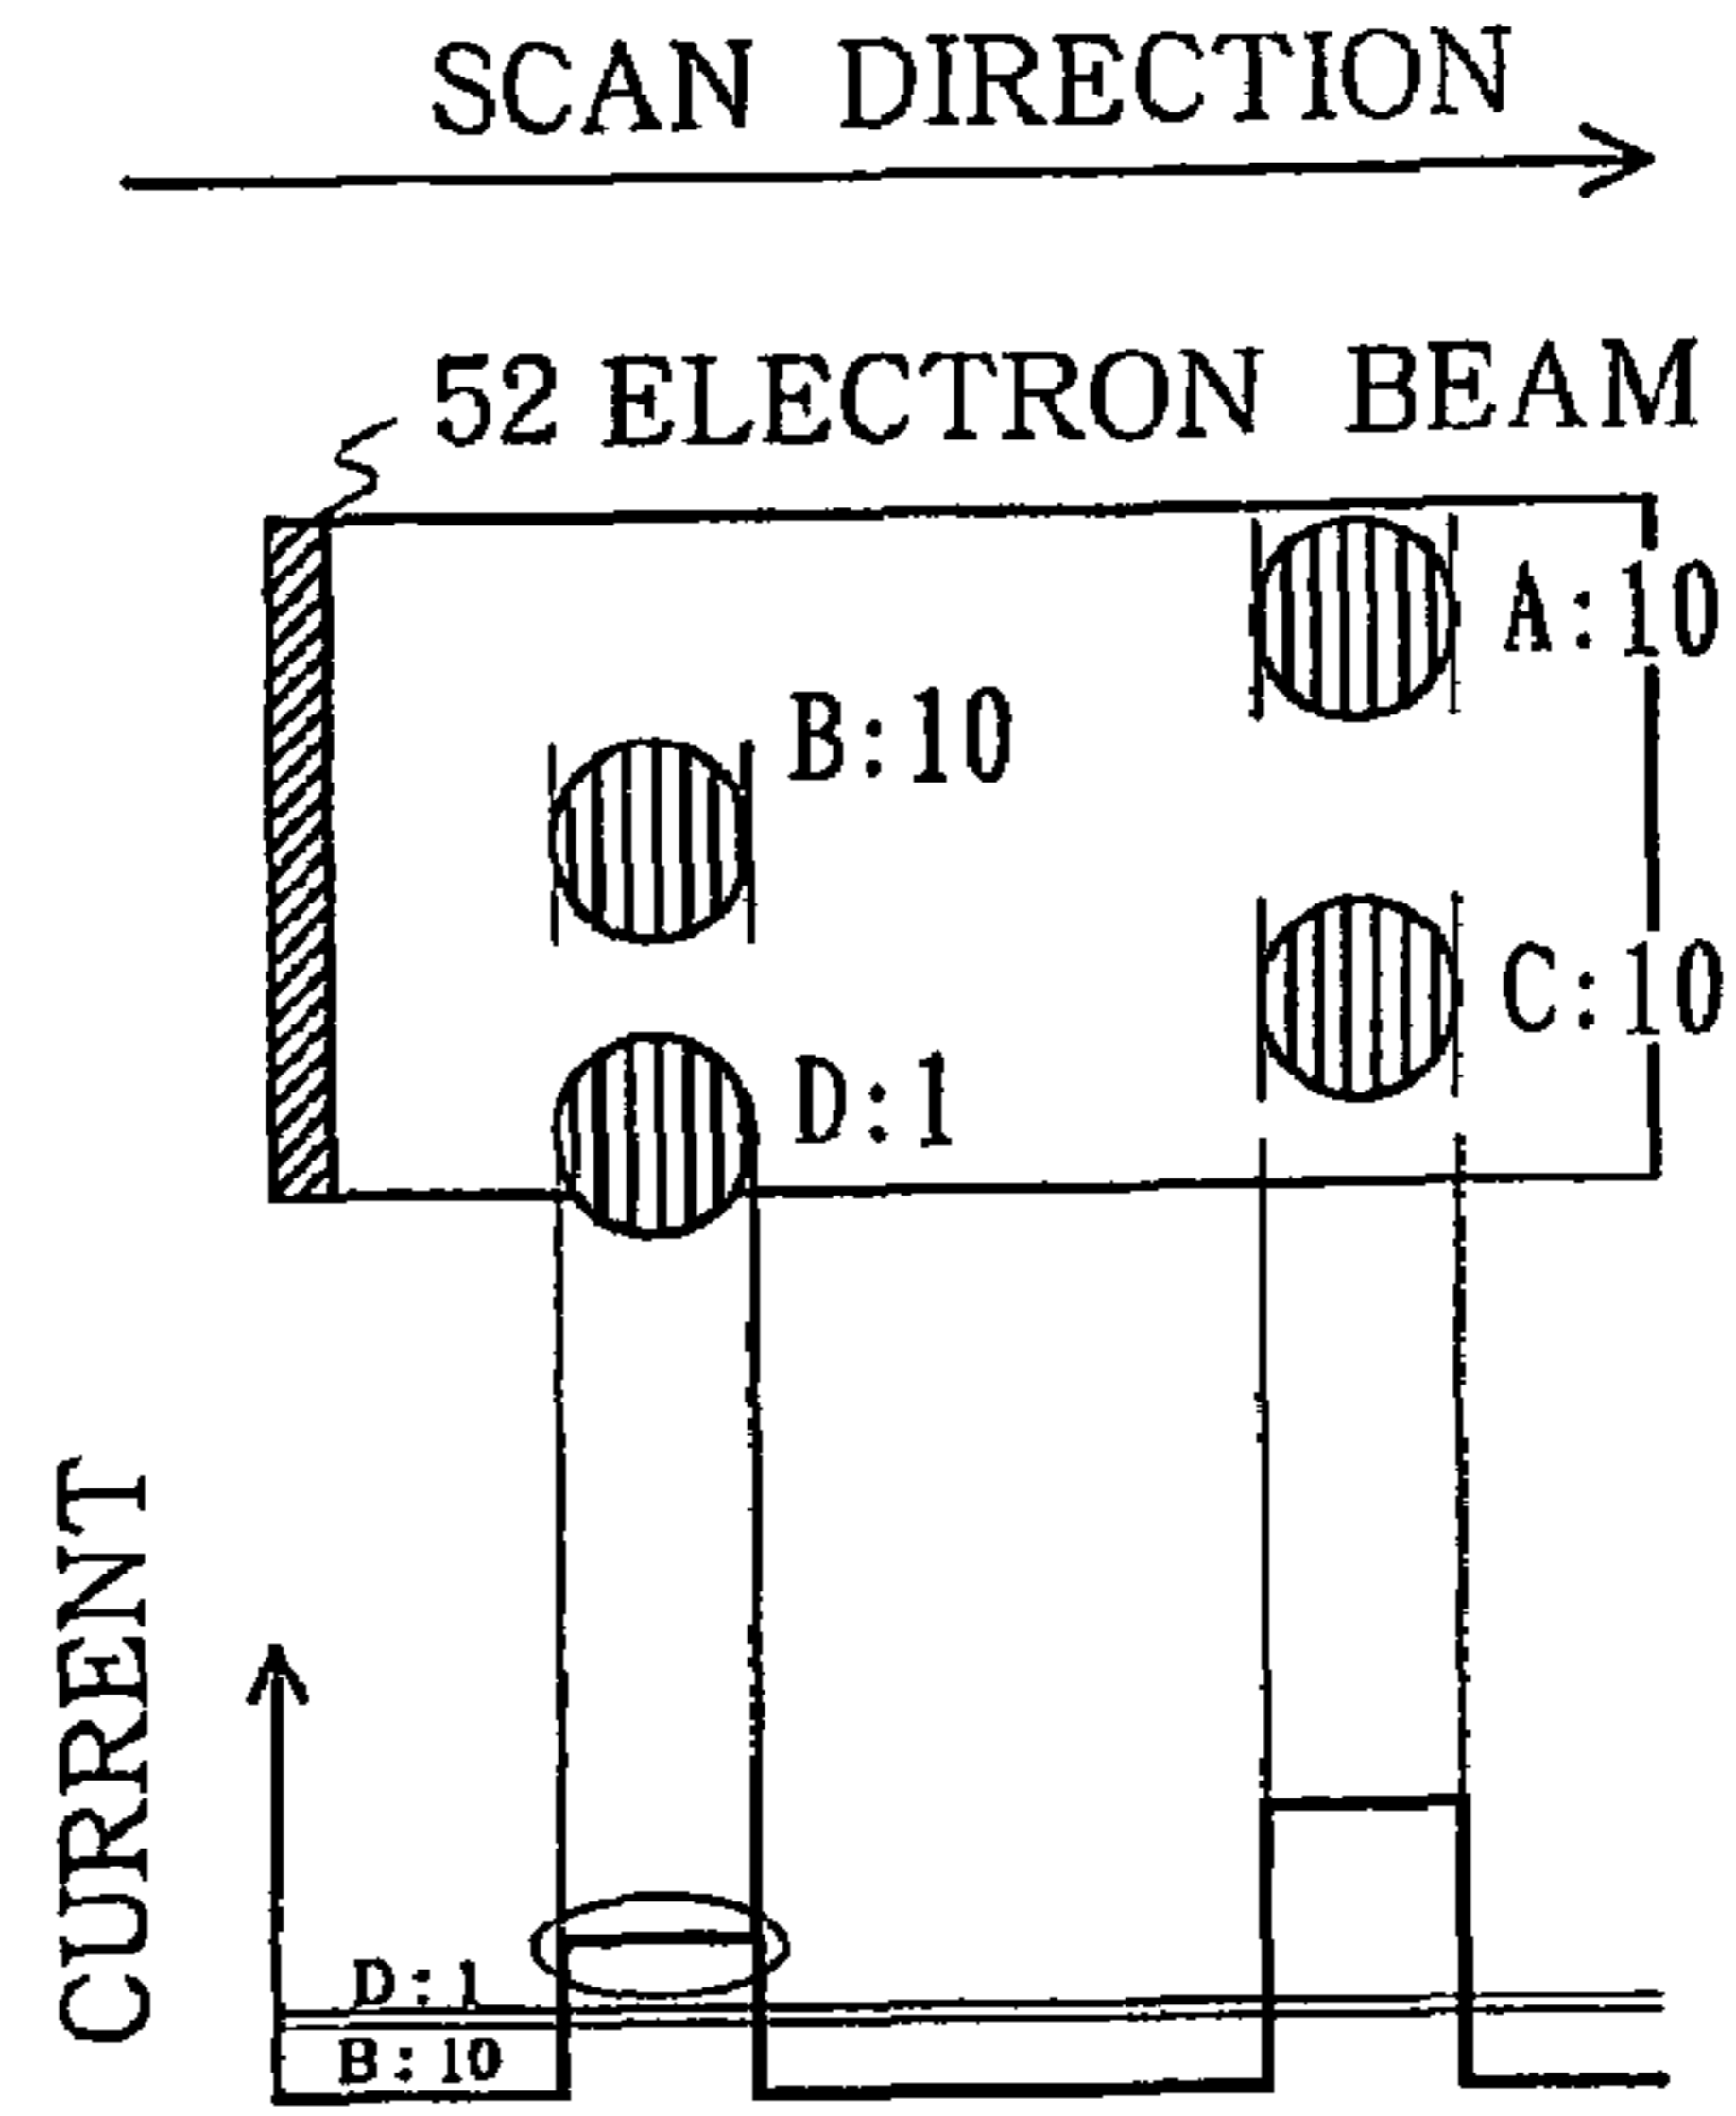 SCAN DIRECTION
52 ELECTRON BEAM
A:10
B:10
C:10
D:1
CURRENT
D:1
B:10